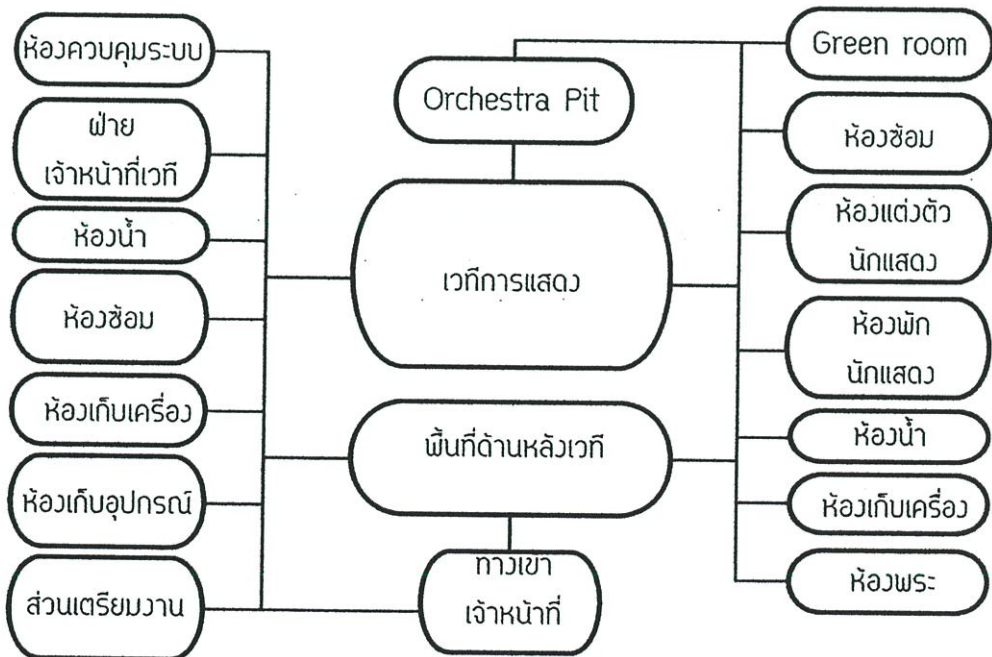 ห้องควบคุมระบบ
ฝ่าย
เจ้าหน้าที่เวที
ห้องน้ำ
ห้องซ้อม
ห้องเก็บเครื่อง
ห้องเก็บอุปกรณ์
ส่วนเตรียมงาน
Orchestra Pit
เวทีการแสดง
พื้นที่ด้านหลังเวที
ทางเข้า
เจ้าหน้าที่
Green room
ห้องซ้อม
ห้องแต่งตัว
นักแสดง
ห้องพัก
นักแสดง
ห้องน้ำ
ห้องเก็บเครื่อง
ห้องพระ